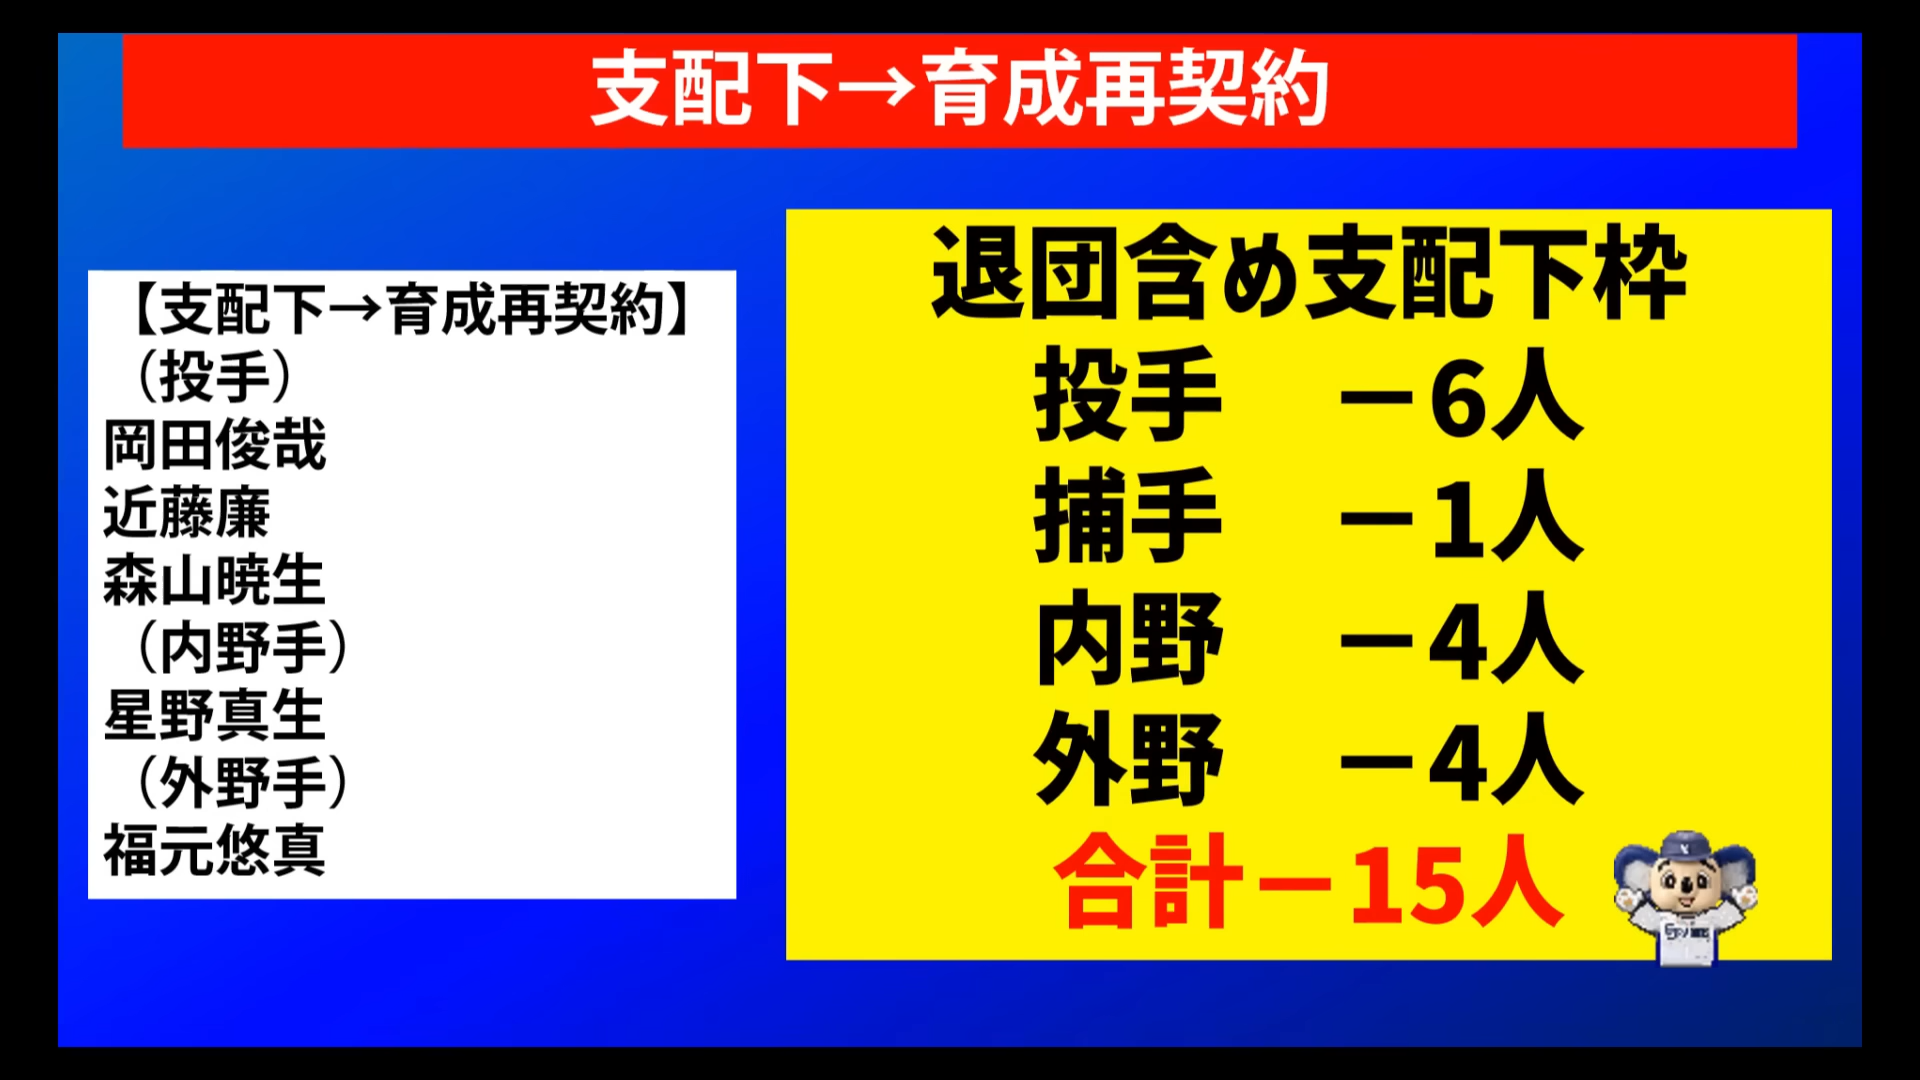 支配下→育成再契約
【支配下→育成再契約】
（投手）
岡田俊哉
近藤廉
森山暁生
（内野手）
星野真生
（外野手）
福元悠真
退団含め支配下枠
投手　－6人
捕手　－1人
内野　－4人
外野　－4人
合計－15人